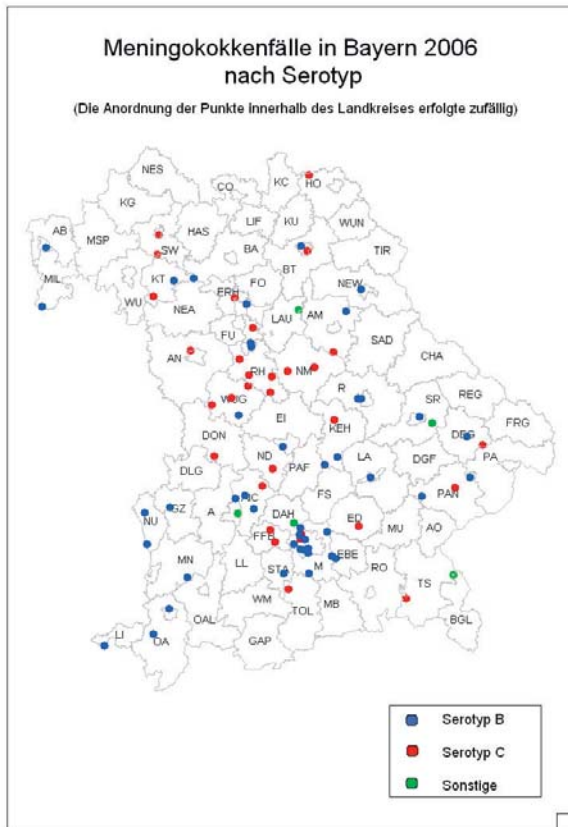 Meningokokkenfälle in Bayern 2006
nach Serotyp
(Die Anordnung der Punkte innerhalb des Landkreises erfolgte zufällig)
NES
CO
KC
HO
KG
LIF
KU
HAS
WUN
AB
MSP
SW
BA
TIR
BT
MIL
KT
FO
NEW
WU
ERH
NEA
LAU
AM
FU
SAD
AN
CHA
RH
NM
R
REG
SR
WUG
EI
KEH
FRG
DEG
DON
ND
LA
PA
DLG
PAF
DGF
PAN
GZ
A
AIC
FS
NU
DAH
ED
MU
AO
FFB
MN
LL
STA
M
EBE
RO
TS
WM
MB
OAL
TOL
LI
OA
GAP
BGL
Serotyp B
Serotyp C
Sonstige